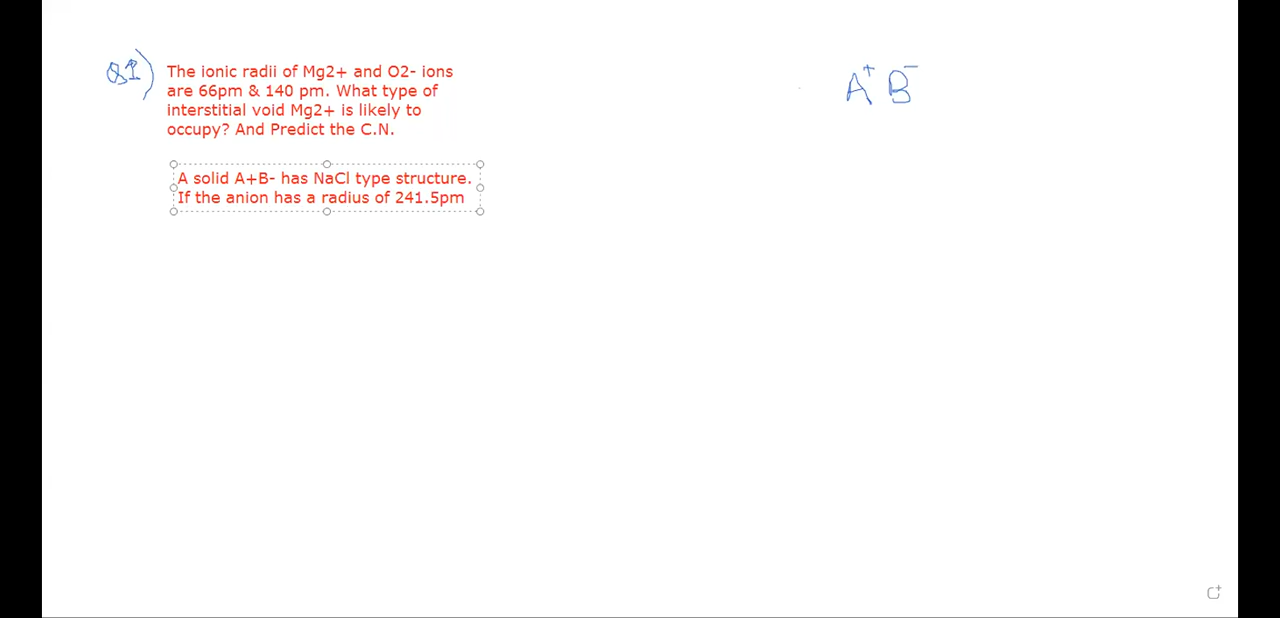 Q1)
The ionic radii of Mg2+ and O2- ions
are 66pm & 140 pm. What type of
interstitial void Mg2+ is likely to
occupy? And Predict the C.N.
A+ B-
A solid A+B- has NaCl type structure.
If the anion has a radius of 241.5pm